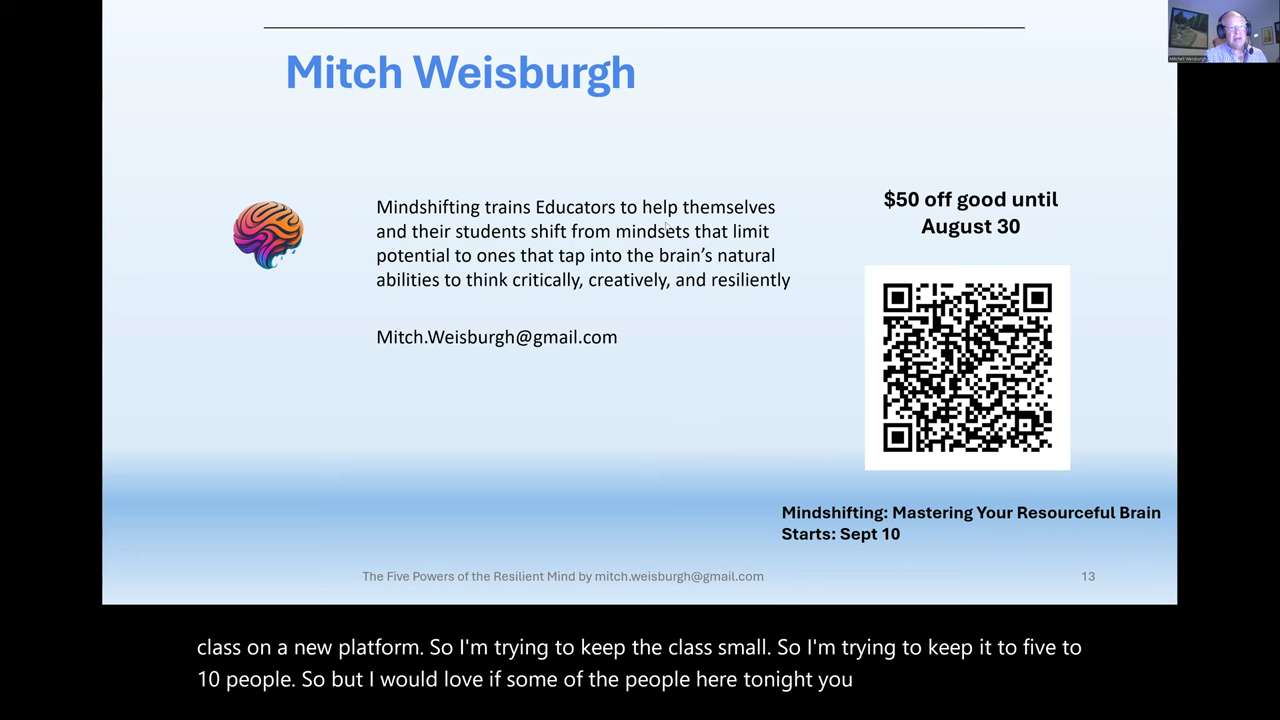 Mitch Weisburgh
Mindshifting trains Educators to help themselves
and their students shift from mindsets that limit
potential to ones that tap into the brain’s natural
abilities to think critically, creatively, and resiliently
Mitch.Weisburgh@gmail.com
$50 off good until
August 30
Mindshifting: Mastering Your Resourceful Brain
Starts: Sept 10
The Five Powers of the Resilient Mind by mitch.weisburgh@gmail.com
13
Mitchell Weisburgh
class on a new platform. So I'm trying to keep the class small. So I'm trying to keep it to five to
10 people. So but I would love if some of the people here tonight you